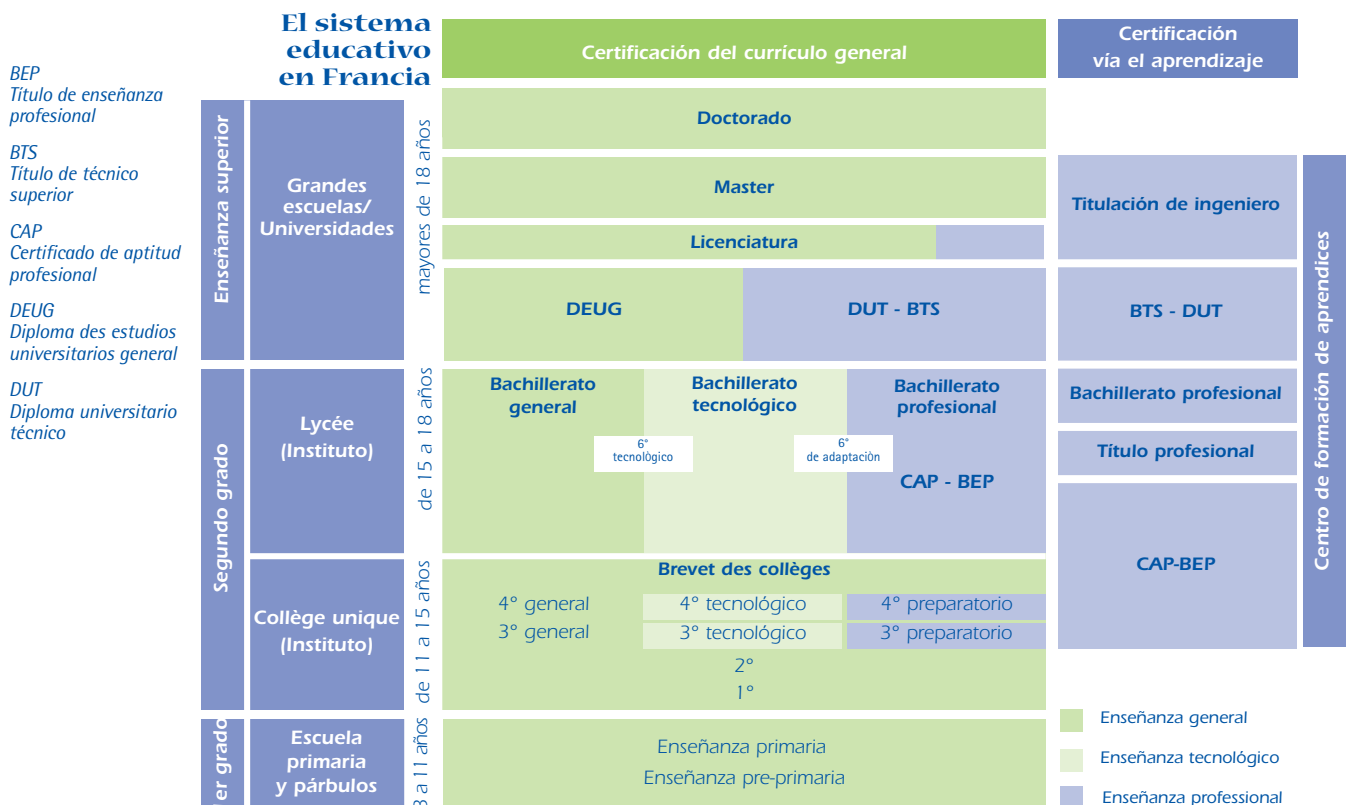 El sistema
educativo
en Francia
BEP
Título de enseñanza
profesional
BTS
Título de técnico
superior
CAP
Certificado de aptitud
profesional
DEUG
Diploma des estudios
universitarios general
DUT
Diploma universitario
técnico
Certificación del currículo general
Certificación
vía el aprendizaje
Enseñanza superior
Grandes
escuelas/
Universidades
mayores de 18 años
Doctorado
Master
Licenciatura
DEUG
DUT - BTS
Titulación de ingeniero
BTS - DUT
Centro de formación de aprendices
Segundo grado
Lycée
(Instituto)
de 15 a 18 años
Bachillerato
general
Bachillerato
tecnológico
Bachillerato
profesional
6°
tecnològico
6°
de adaptaciòn
CAP - BEP
Bachillerato profesional
Título profesional
CAP-BEP
Collège unique
(Instituto)
de 11 a 15 años
Brevet des collèges
4° general
4° tecnológico
4° preparatorio
3° general
3° tecnológico
3° preparatorio
2°
1°
1er grado
Escuela
primaria
y párbulos
3 a 11 años
Enseñanza primaria
Enseñanza pre-primaria
Enseñanza general
Enseñanza tecnológico
Enseñanza professional